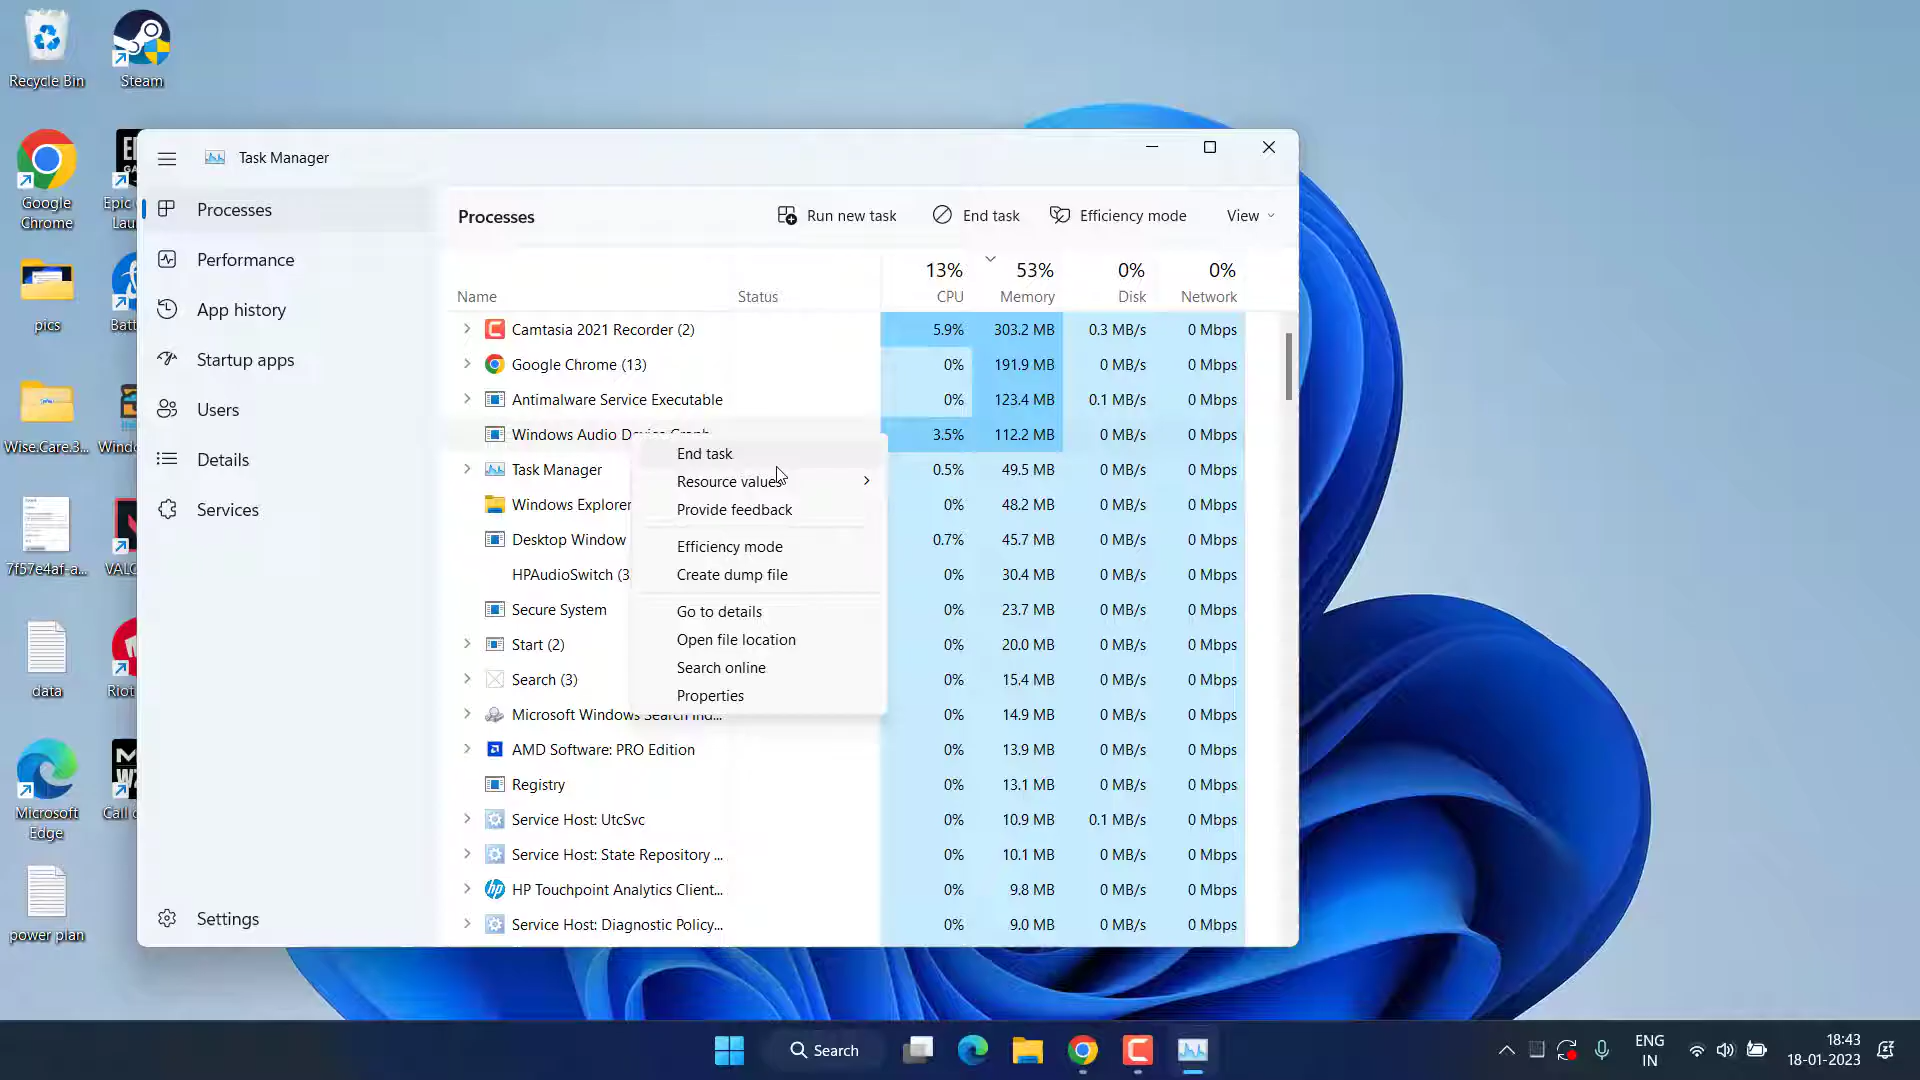 Recycle Bin
Steam
Google
Chrome
Epic
Lau
pics
Batt
Wise.Care.3...
Windo
7f57e4af-a...
VALO
data
Riot
Microsoft
Edge
Call
power plan
Task Manager
Processes
Performance
App history
Startup apps
Users
Details
Services
Settings
Processes
Run new task
End task
Efficiency mode
View
13% 53% 0% 0%
Name Status CPU Memory Disk Network
Camtasia 2021 Recorder (2) 5.9% 303.2 MB 0.3 MB/s 0 Mbps
Google Chrome (13) 0% 191.9 MB 0 MB/s 0 Mbps
Antimalware Service Executable 0% 123.4 MB 0.1 MB/s 0 Mbps
Windows Audio Device Graph 3.5% 112.2 MB 0 MB/s 0 Mbps
Task Manager 0.5% 49.5 MB 0 MB/s 0 Mbps
Windows Explorer 0% 48.2 MB 0 MB/s 0 Mbps
Desktop Window 0.7% 45.7 MB 0 MB/s 0 Mbps
HPAudioSwitch (3 0% 30.4 MB 0 MB/s 0 Mbps
Secure System 0% 23.7 MB 0 MB/s 0 Mbps
Start (2) 0% 20.0 MB 0 MB/s 0 Mbps
Search (3) 0% 15.4 MB 0 MB/s 0 Mbps
Microsoft Windows Search Ind... 0% 14.9 MB 0 MB/s 0 Mbps
AMD Software: PRO Edition 0% 13.9 MB 0 MB/s 0 Mbps
Registry 0% 13.1 MB 0 MB/s 0 Mbps
Service Host: UtcSvc 0% 10.9 MB 0.1 MB/s 0 Mbps
Service Host: State Repository ... 0% 10.1 MB 0 MB/s 0 Mbps
HP Touchpoint Analytics Client... 0% 9.8 MB 0 MB/s 0 Mbps
Service Host: Diagnostic Policy... 0% 9.0 MB 0 MB/s 0 Mbps
End task
Resource values
Provide feedback
Efficiency mode
Create dump file
Go to details
Open file location
Search online
Properties
Search
ENG
IN
18:43
18-01-2023